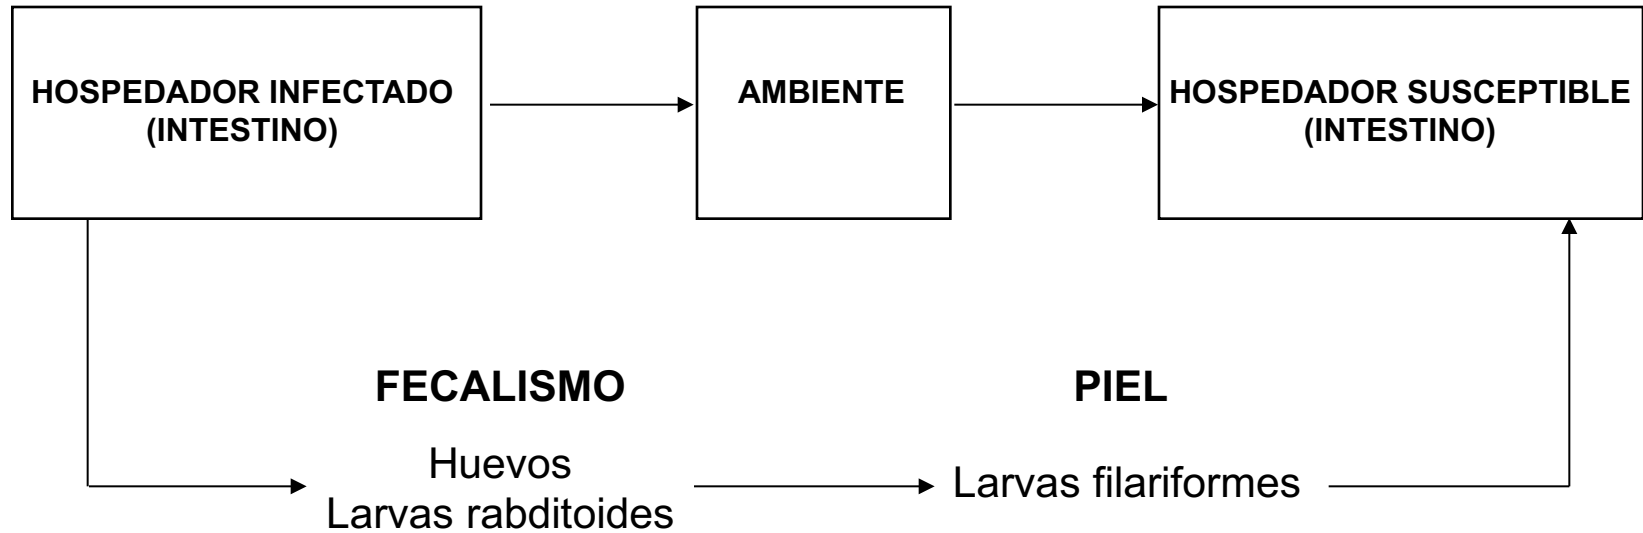 HOSPEDADOR INFECTADO
(INTESTINO)
AMBIENTE
HOSPEDADOR SUSCEPTIBLE
(INTESTINO)
FECALISMO
PIEL
Huevos
Larvas rabditoides
Larvas filariformes